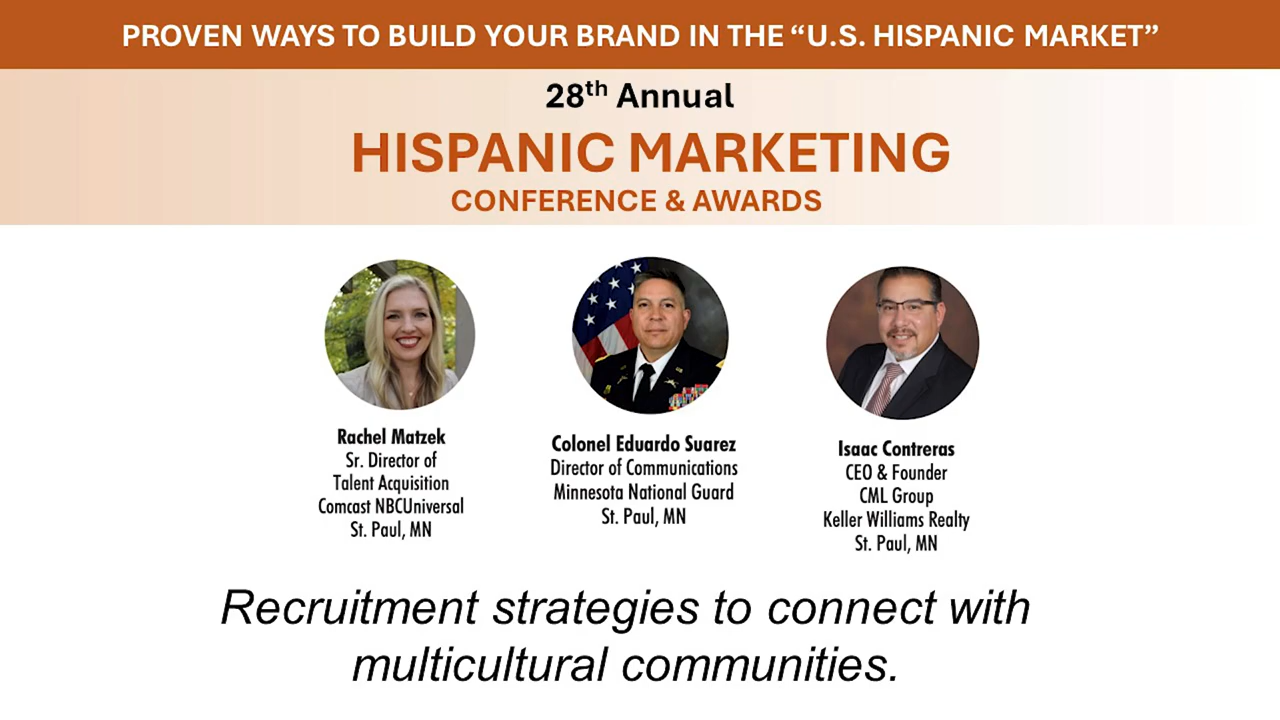 PROVEN WAYS TO BUILD YOUR BRAND IN THE “U.S. HISPANIC MARKET”
28th Annual
HISPANIC MARKETING
CONFERENCE & AWARDS
Rachel Matzek
Sr. Director of
Talent Acquisition
Comcast NBCUniversal
St. Paul, MN
Colonel Eduardo Suarez
Director of Communications
Minnesota National Guard
St. Paul, MN
Isaac Contreras
CEO & Founder
CML Group
Keller Williams Realty
St. Paul, MN
Recruitment strategies to connect with
multicultural communities.